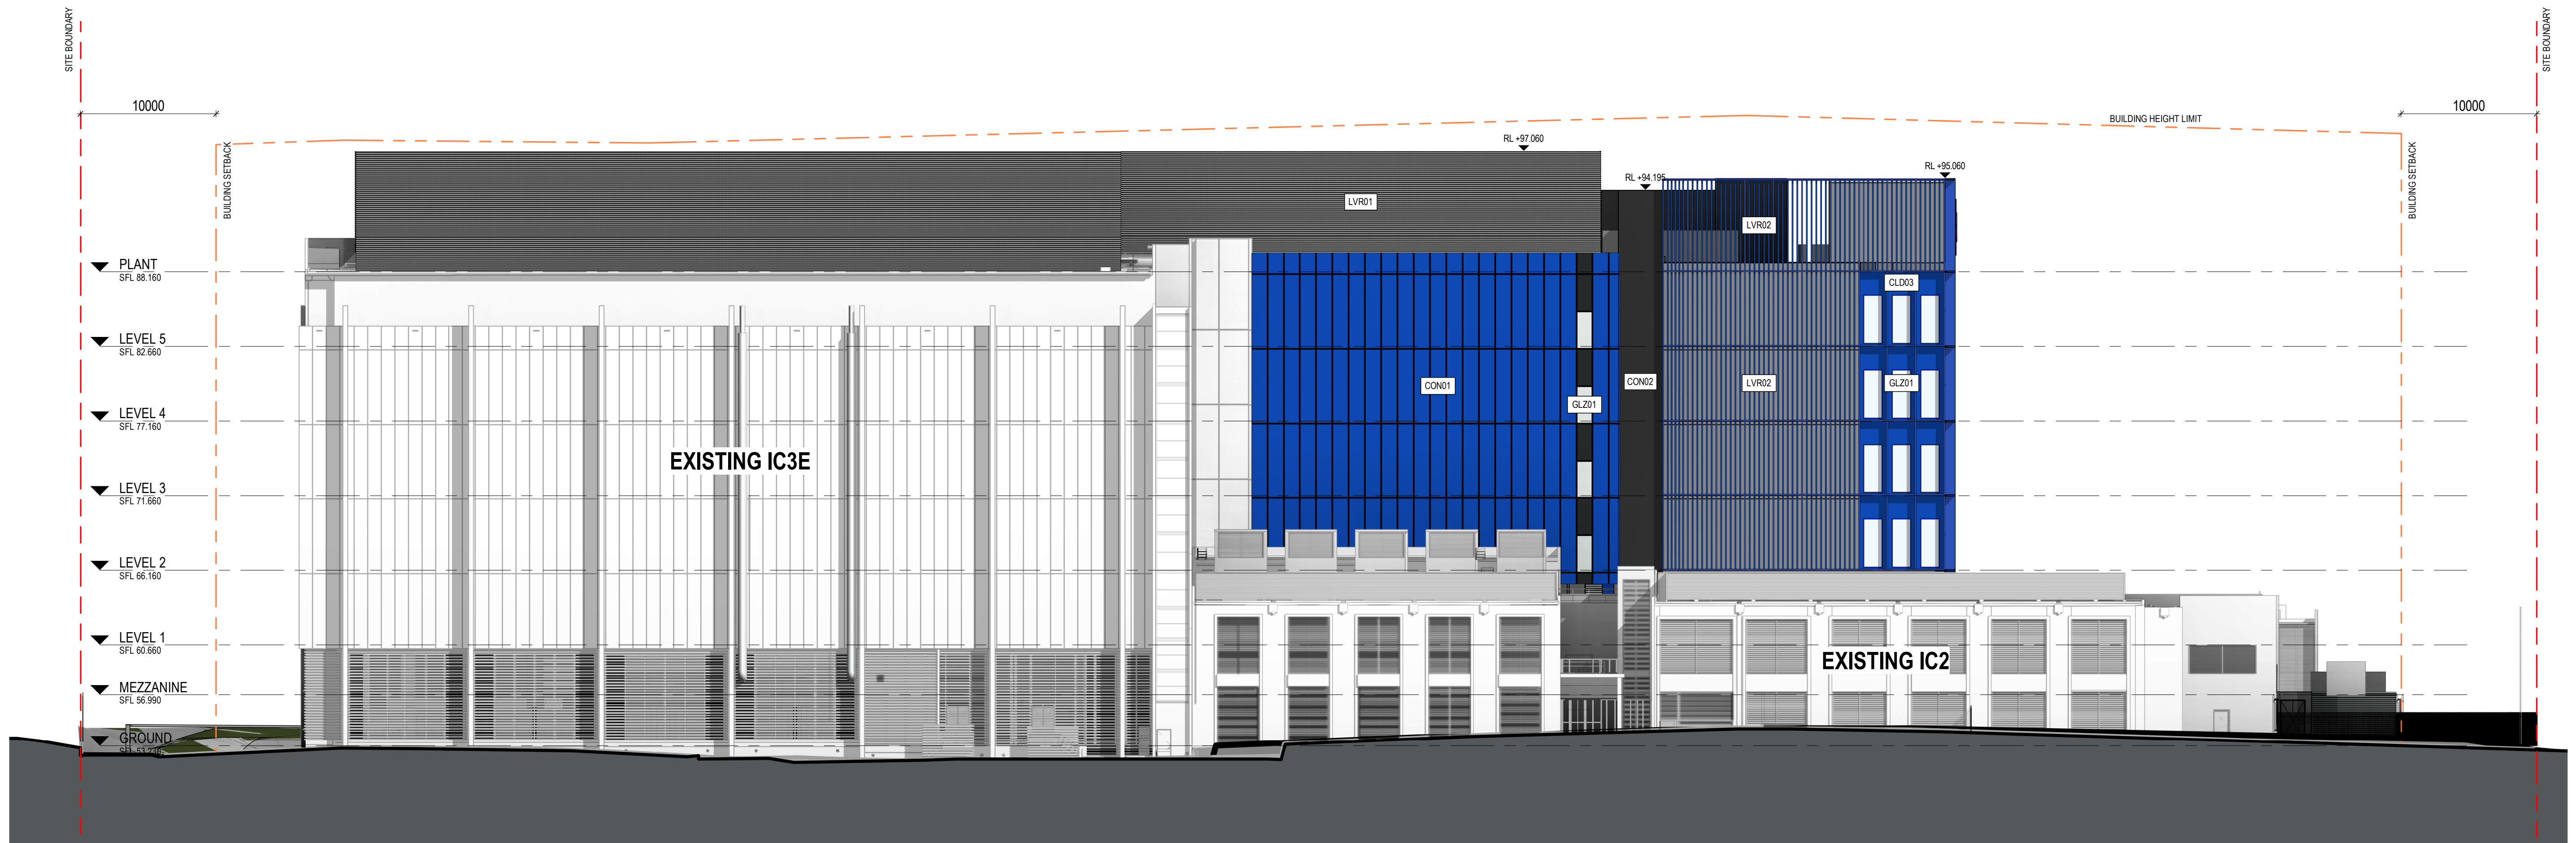 SITE BOUNDARY
SITE BOUNDARY
10000
10000
BUILDING HEIGHT LIMIT
BUILDING SETBACK
BUILDING SETBACK
RL +97.060
RL +95.060
RL +94.195
LVR01
LVR02
PLANT
SFL 88.160
CLD03
LEVEL 5
SFL 82.660
CON01
CON02
LVR02
GLZ01
GLZ01
LEVEL 4
SFL 77.160
EXISTING IC3E
LEVEL 3
SFL 71.660
LEVEL 2
SFL 66.160
LEVEL 1
SFL 60.660
EXISTING IC2
MEZZANINE
SFL 56.990
GROUND